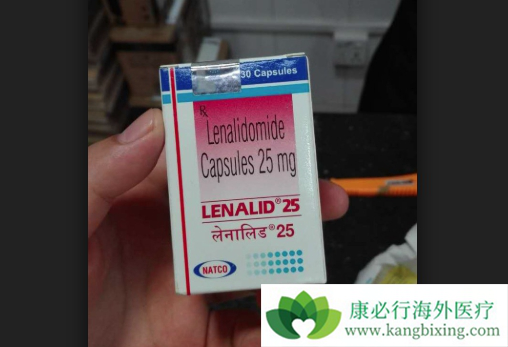 30 Capsules
Rx
Lenalidomide
Capsules 25 mg
LENALID® 25
लेनालिड® 25
NATCO
康必行海外医疗
www.kangbixing.com